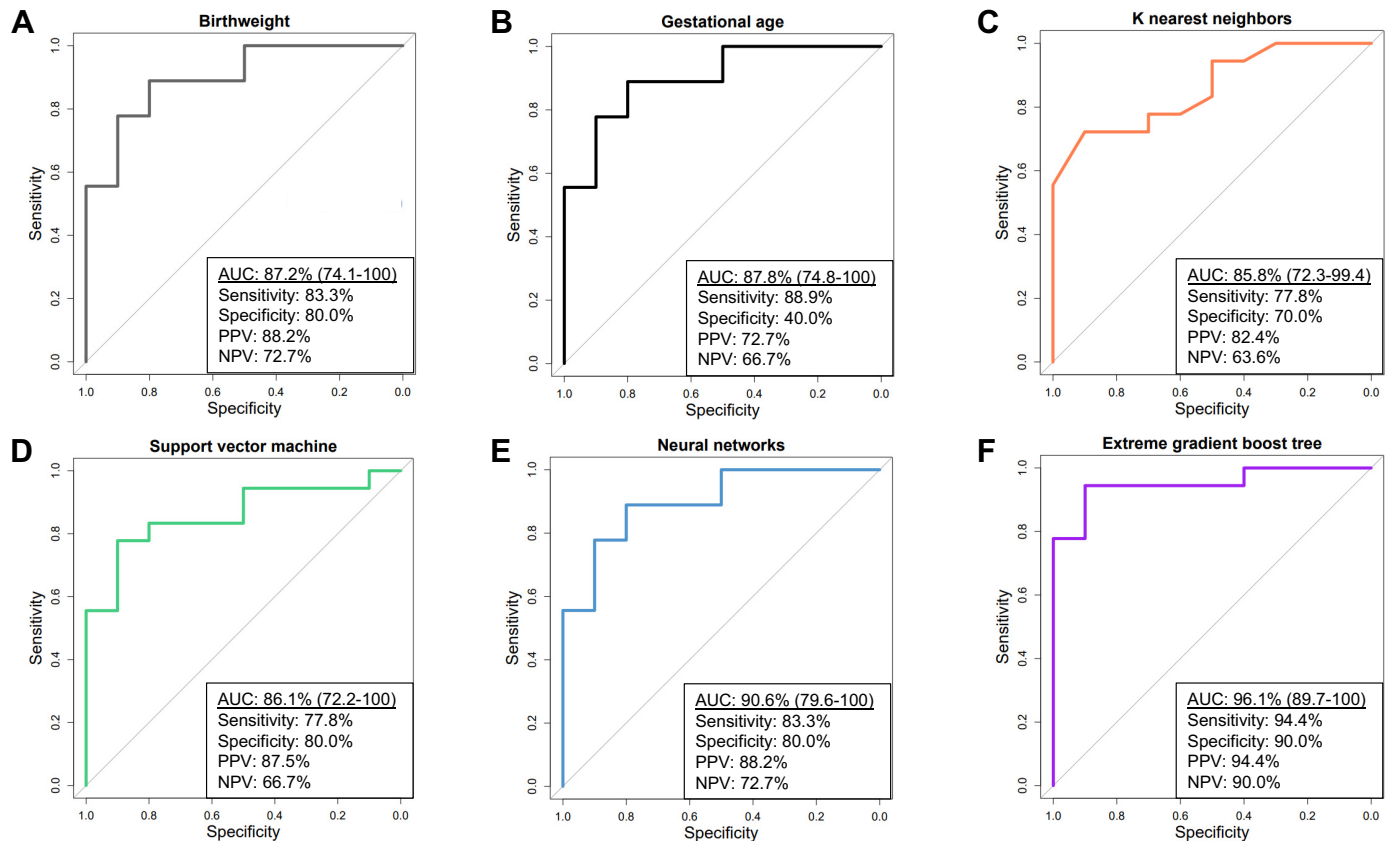 A
Birthweight
1.0
0.8
0.6
0.4
0.2
0.0
Sensitivity
AUC: 87.2% (74.1-100)
Sensitivity: 83.3%
Specificity: 80.0%
PPV: 88.2%
NPV: 72.7%
1.0 0.8 0.6 0.4 0.2 0.0
Specificity
B
Gestational age
1.0
0.8
0.6
0.4
0.2
0.0
Sensitivity
AUC: 87.8% (74.8-100)
Sensitivity: 88.9%
Specificity: 40.0%
PPV: 72.7%
NPV: 66.7%
1.0 0.8 0.6 0.4 0.2 0.0
Specificity
C
K nearest neighbors
1.0
0.8
0.6
0.4
0.2
0.0
Sensitivity
AUC: 85.8% (72.3-99.4)
Sensitivity: 77.8%
Specificity: 70.0%
PPV: 82.4%
NPV: 63.6%
1.0 0.8 0.6 0.4 0.2 0.0
Specificity
D
Support vector machine
1.0
0.8
0.6
0.4
0.2
0.0
Sensitivity
AUC: 86.1% (72.2-100)
Sensitivity: 77.8%
Specificity: 80.0%
PPV: 87.5%
NPV: 66.7%
1.0 0.8 0.6 0.4 0.2 0.0
Specificity
E
Neural networks
1.0
0.8
0.6
0.4
0.2
0.0
Sensitivity
AUC: 90.6% (79.6-100)
Sensitivity: 83.3%
Specificity: 80.0%
PPV: 88.2%
NPV: 72.7%
1.0 0.8 0.6 0.4 0.2 0.0
Specificity
F
Extreme gradient boost tree
1.0
0.8
0.6
0.4
0.2
0.0
Sensitivity
AUC: 96.1% (89.7-100)
Sensitivity: 94.4%
Specificity: 90.0%
PPV: 94.4%
NPV: 90.0%
1.0 0.8 0.6 0.4 0.2 0.0
Specificity